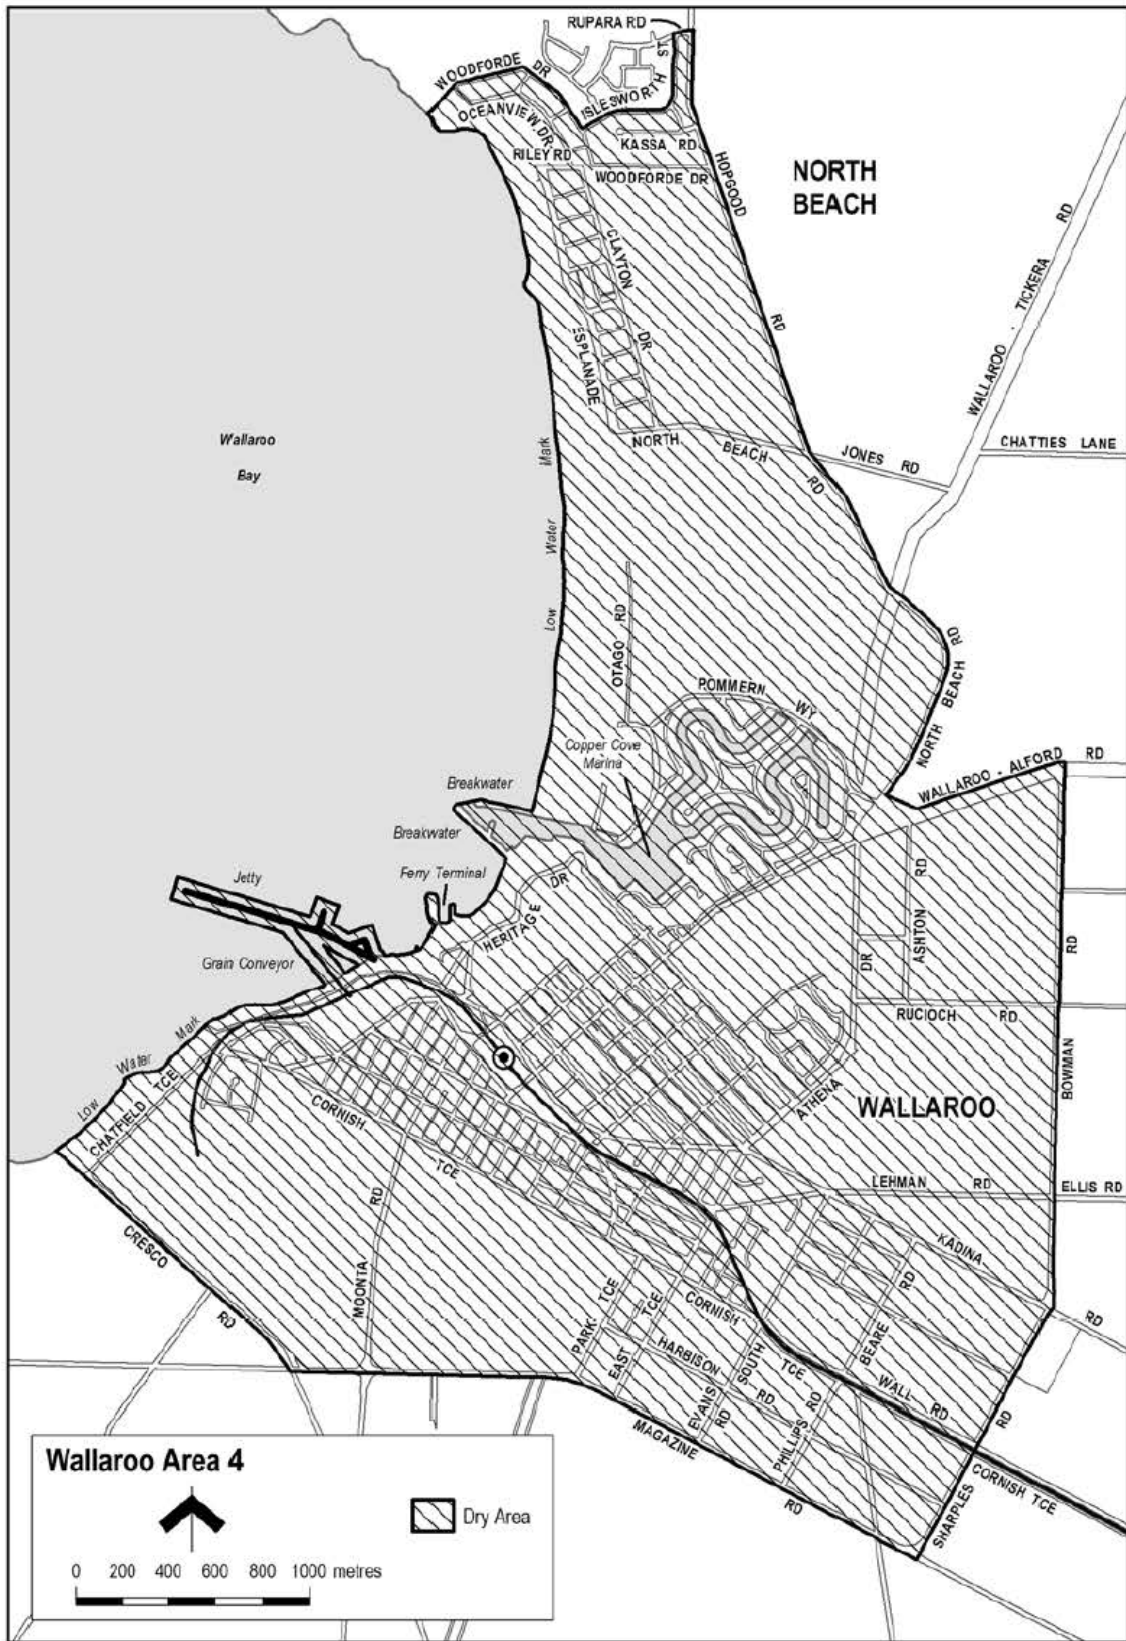 RUPARA RD
WOODFORDE DR
ISLESWORTH ST
OCEANVIEW DR
KASSA RD
RILEY RD
WOODFORDE DR
HOPGOOD RD
NORTH
BEACH
CLAYTON DR
ESPLANADE
WALLAROO - TICKERA RD
Wallaroo
Bay
NORTH BEACH RD
JONES RD
CHATTIES LANE
Low Water Mark
OTAGO RD
POMMERN WY
NORTH BEACH RD
Copper Cove
Marina
WALLAROO - ALFORD RD
Breakwater
Breakwater
Ferry Terminal
Jetty
HERITAGE DR
ASHTON RD
DR
RD
Grain Conveyor
RUCIOCH RD
Low Water Mark
CHATFIELD TCE
CORNISH TCE
ATHENA
WALLAROO
BOWMAN
LEHMAN RD
ELLIS RD
KADINA RD
CRESCO RD
MOONTA RD
PARK TCE
EAST TCE
CORNISH TCE
HARBISON RD
SOUTH
EVANS RD
BEARE RD
WALL RD
PHILLIPS RD
MAGAZINE RD
SHARPLES RD
CORNISH TCE
Wallaroo Area 4
Dry Area
0 200 400 600 800 1000 metres